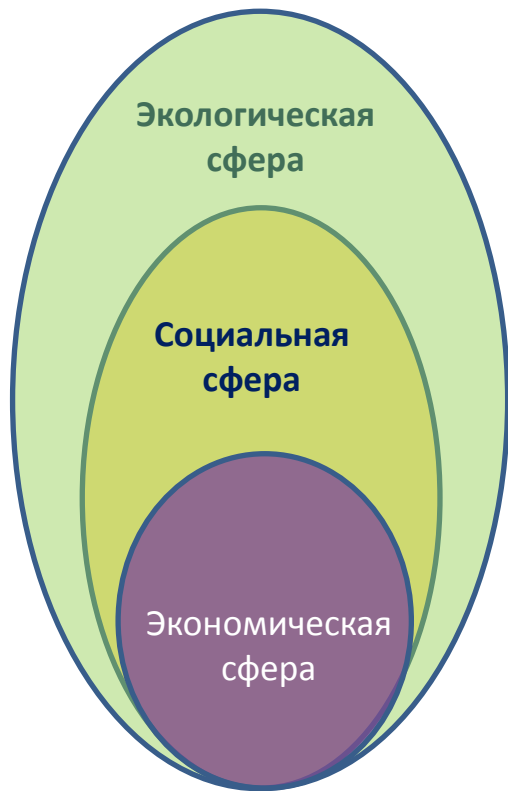 Экологическая
сфера
Социальная
сфера
Экономическая
сфера